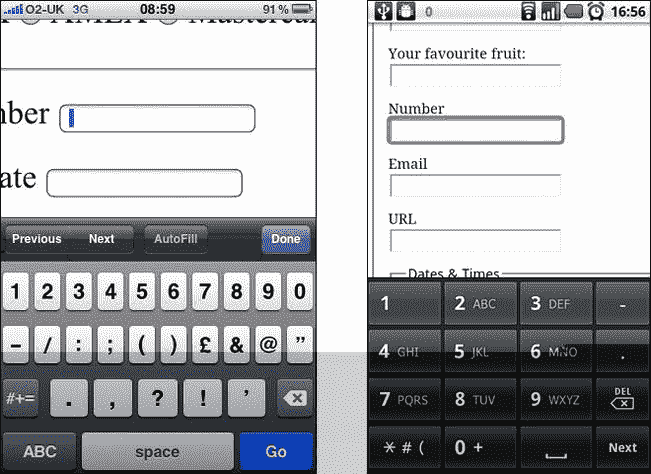 O2-UK 3G 08:59 91 %
AMEX Mastercar
mber
ate
Previous Next AutoFill Done
1 2 3 4 5 6 7 8 9 0
- / : ; ( ) £ & @ "
#+= . , ? ! '
ABC space Go
0 16:56
Your favourite fruit:
Number
Email
URL
Dates & Times
1 2 ABC 3 DEF -
4 GHI 5 JKL 6 MNO .
7 PQRS 8 TUV 9 WXYZ DEL
* # ( 0 + Next